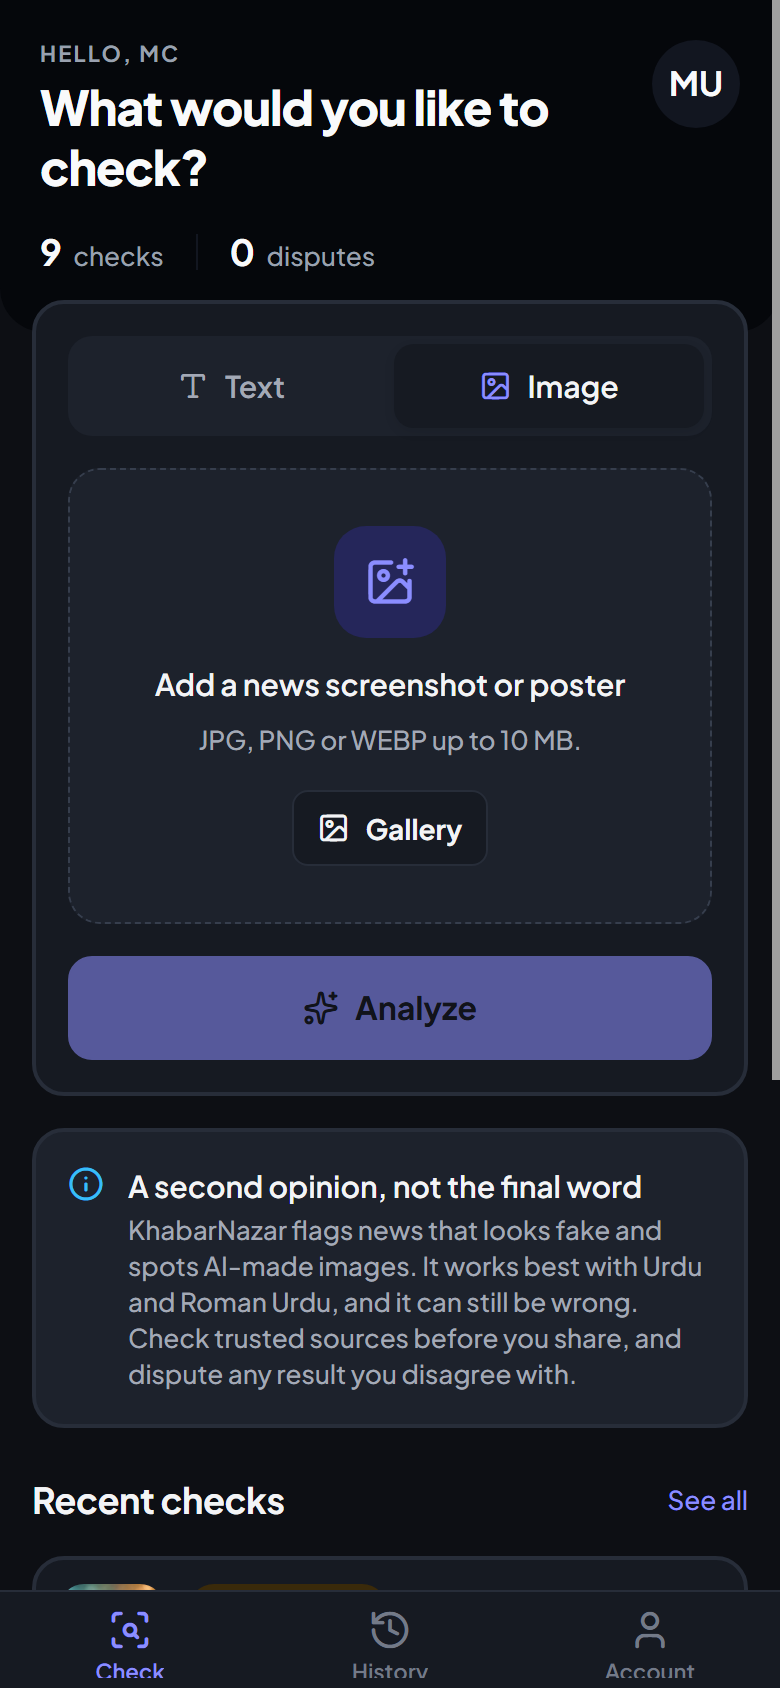 HELLO, MC
MU
What would you like to
check?
9 checks
0 disputes
Text
Image
Add a news screenshot or poster
JPG, PNG or WEBP up to 10 MB.
Gallery
Analyze
A second opinion, not the final word
KhabarNazar flags news that looks fake and
spots AI-made images. It works best with Urdu
and Roman Urdu, and it can still be wrong.
Check trusted sources before you share, and
dispute any result you disagree with.
Recent checks
See all
Check
History
Account